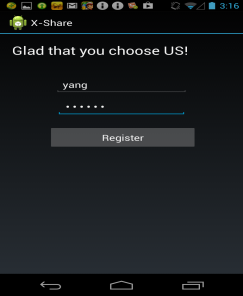 3:16
X-Share
Glad that you choose US!
yang
••••••
Register